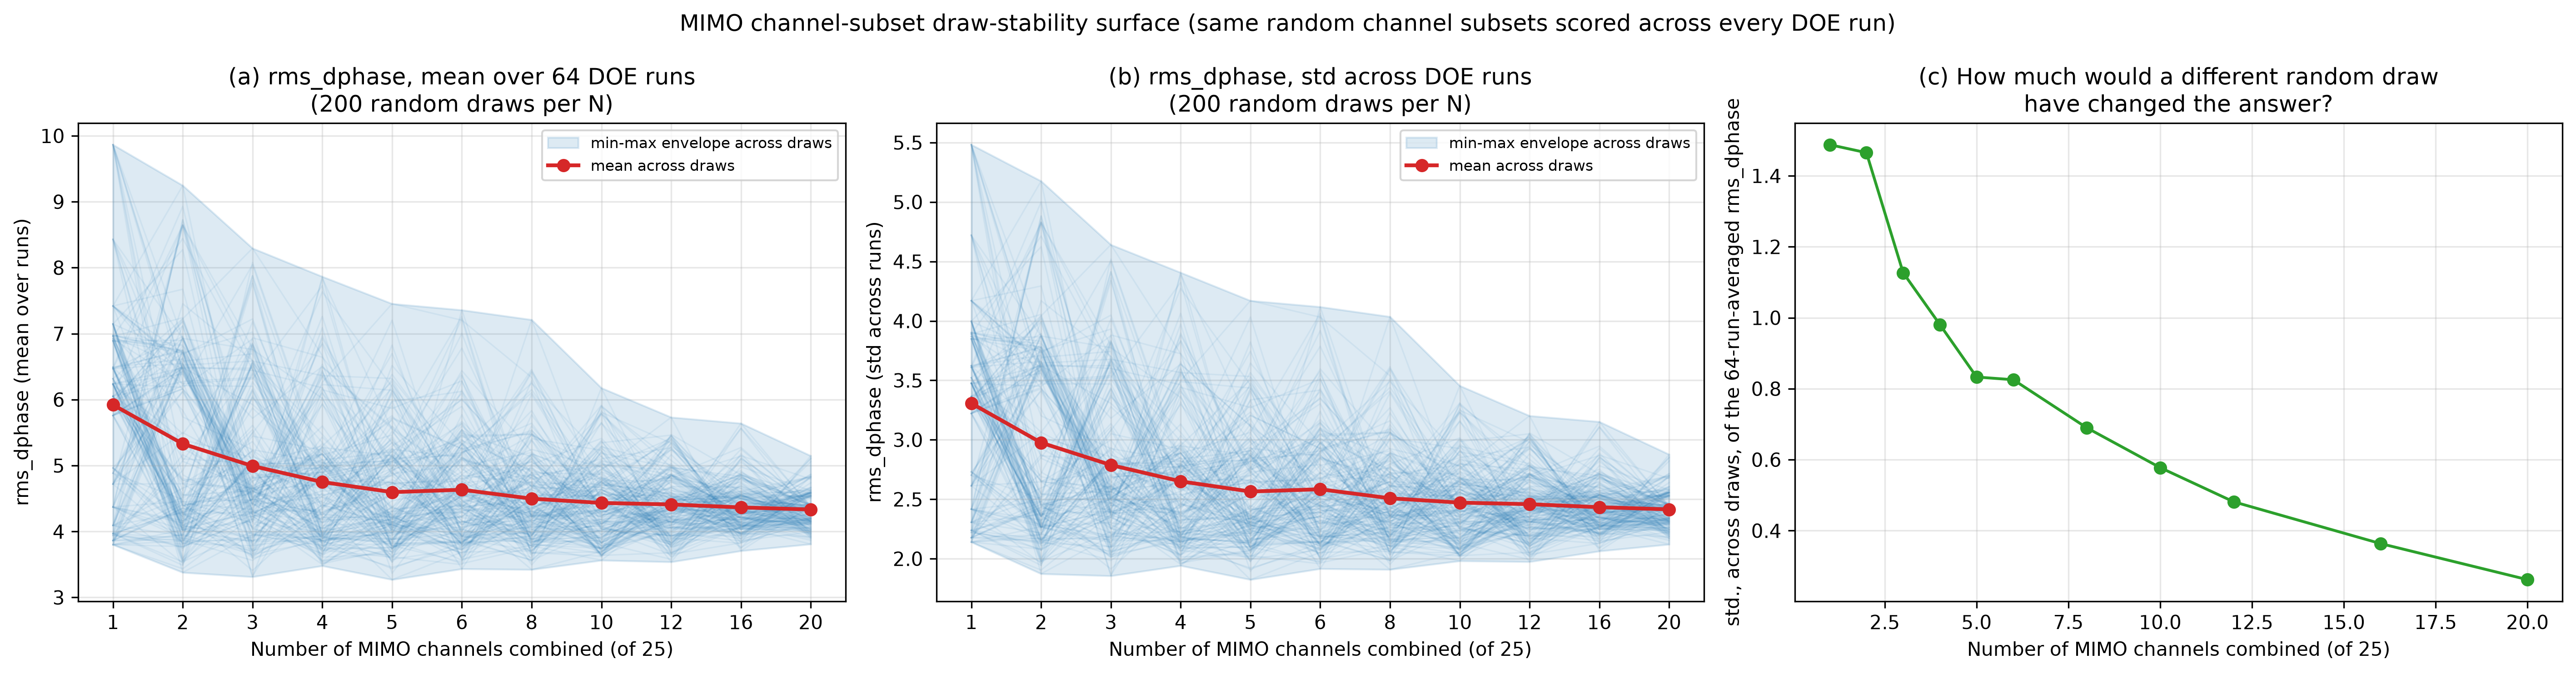 MIMO channel-subset draw-stability surface (same random channel subsets scored across every DOE run)
(a) rms_dphase, mean over 64 DOE runs
(200 random draws per N)
rms_dphase (mean over runs)
10
9
8
7
6
5
4
3
min-max envelope across draws
mean across draws
1 2 3 4 5 6 8 10 12 16 20
Number of MIMO channels combined (of 25)
(b) rms_dphase, std across DOE runs
(200 random draws per N)
rms_dphase (std across runs)
5.5
5.0
4.5
4.0
3.5
3.0
2.5
2.0
min-max envelope across draws
mean across draws
1 2 3 4 5 6 8 10 12 16 20
Number of MIMO channels combined (of 25)
(c) How much would a different random draw
have changed the answer?
std., across draws, of the 64-run-averaged rms_dphase
1.4
1.2
1.0
0.8
0.6
0.4
2.5 5.0 7.5 10.0 12.5 15.0 17.5 20.0
Number of MIMO channels combined (of 25)